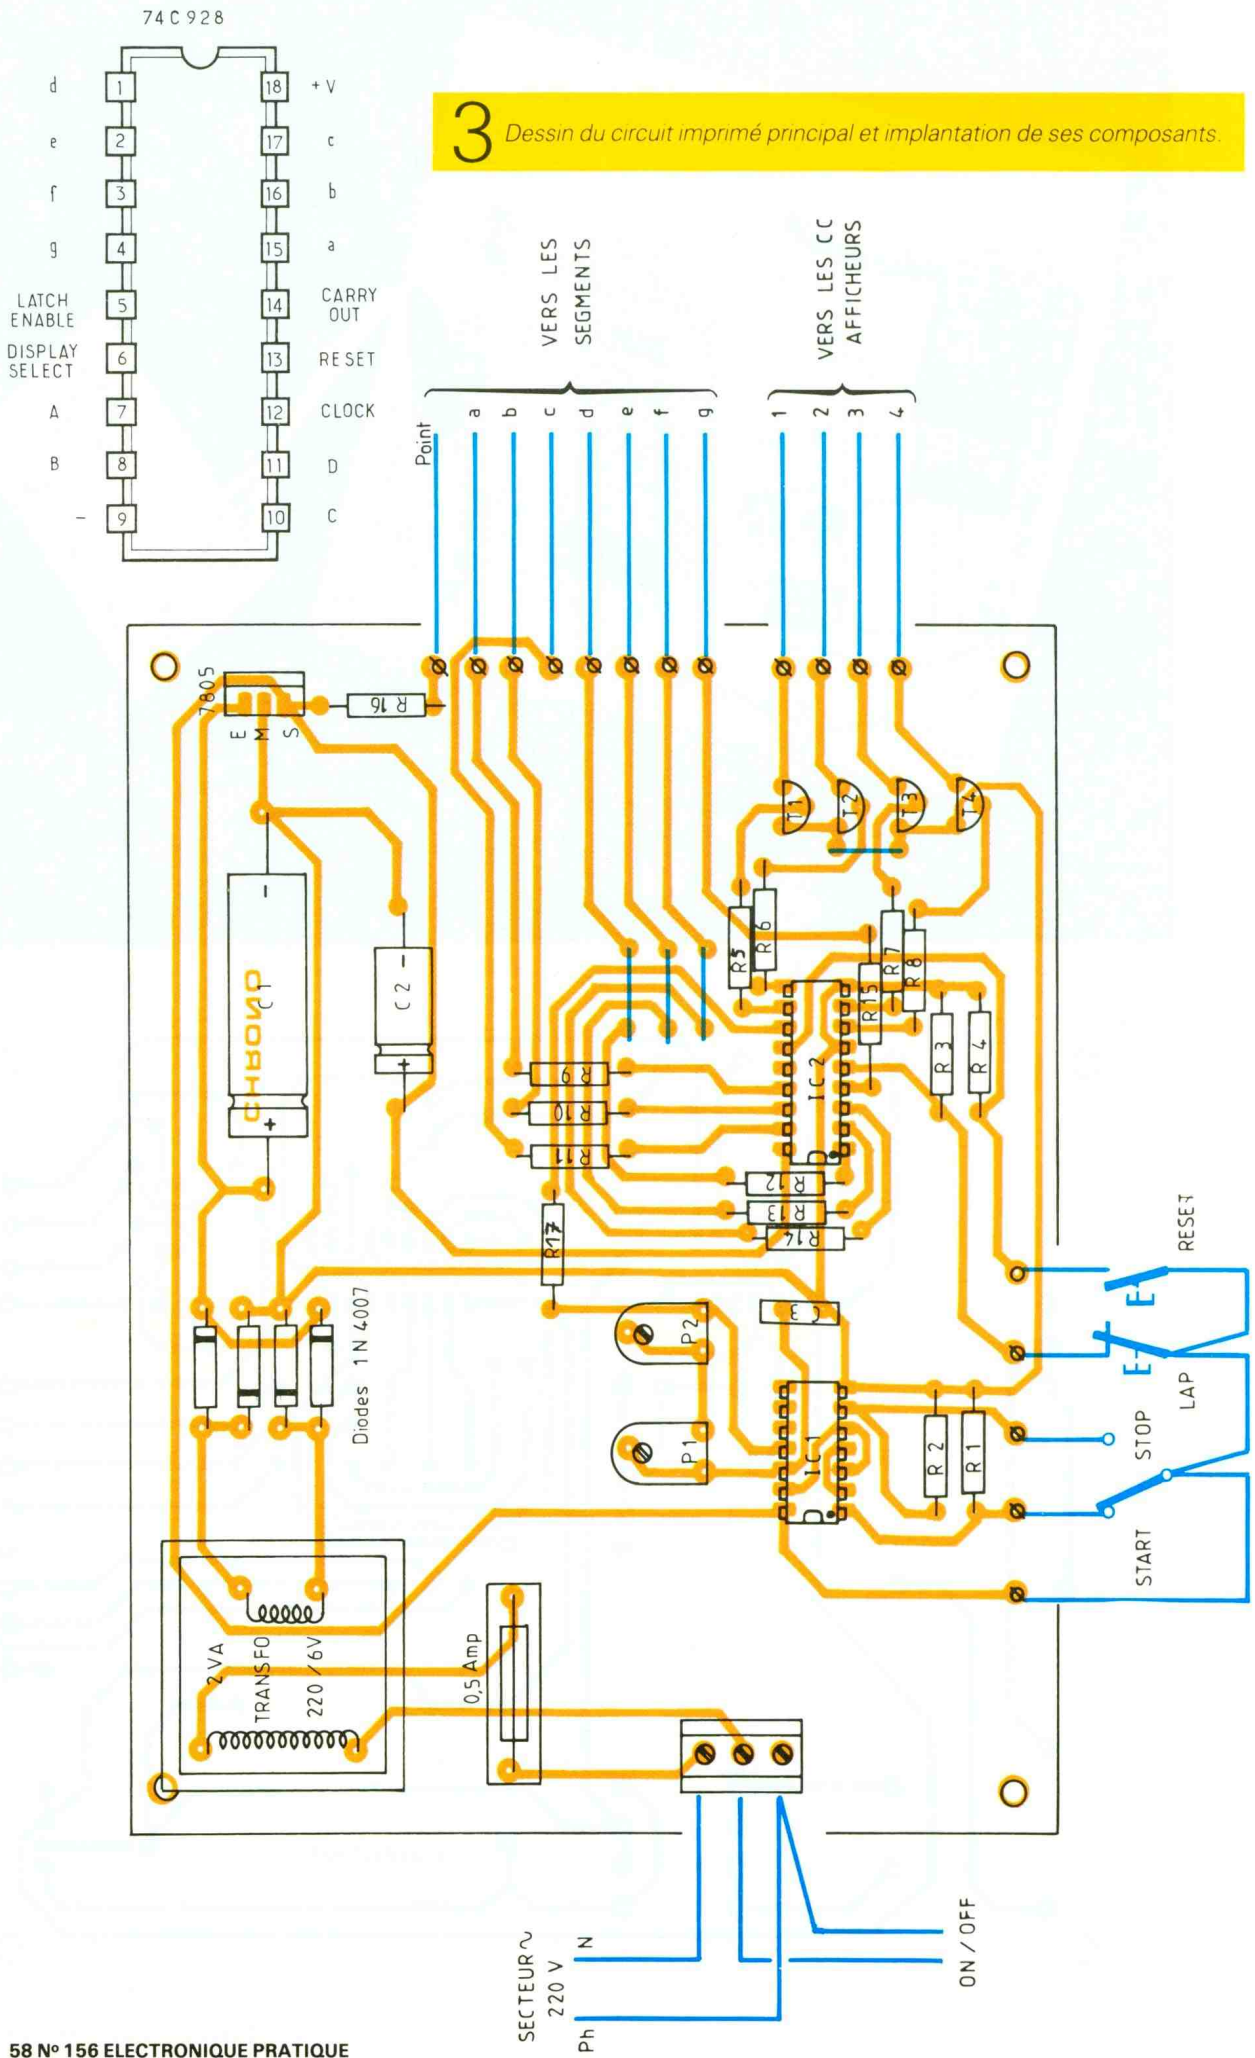 74C928
d 1 18 +V
e 2 17 c
f 3 16 b
g 4 15 a
LATCH ENABLE 5 14 CARRY OUT
DISPLAY SELECT 6 13 RESET
A 7 12 CLOCK
B 8 11 D
- 9 10 C
3 Dessin du circuit imprimé principal et implantation de ses composants.
VERS LES
SEGMENTS
VERS LES CC
AFFICHEURS
Point
a
b
c
d
e
f
g
1
2
3
4
7805
E
M
S
R16
- C1 +
CHRONO
C2 - +
T1
T2
T3
T4
R5
R6
R7
R8
R15
R3
R4
IC2
R9
R10
R11
R12
R13
R14
R17
C3
P2
P1
IC1
R2
R1
Diodes 1N 4007
2VA
TRANSFO
220/6V
0,5 Amp
RESET
LAP
STOP
START
E
E
SECTEUR~
220 V
N
Ph
ON / OFF
58 Nº 156 ELECTRONIQUE PRATIQUE